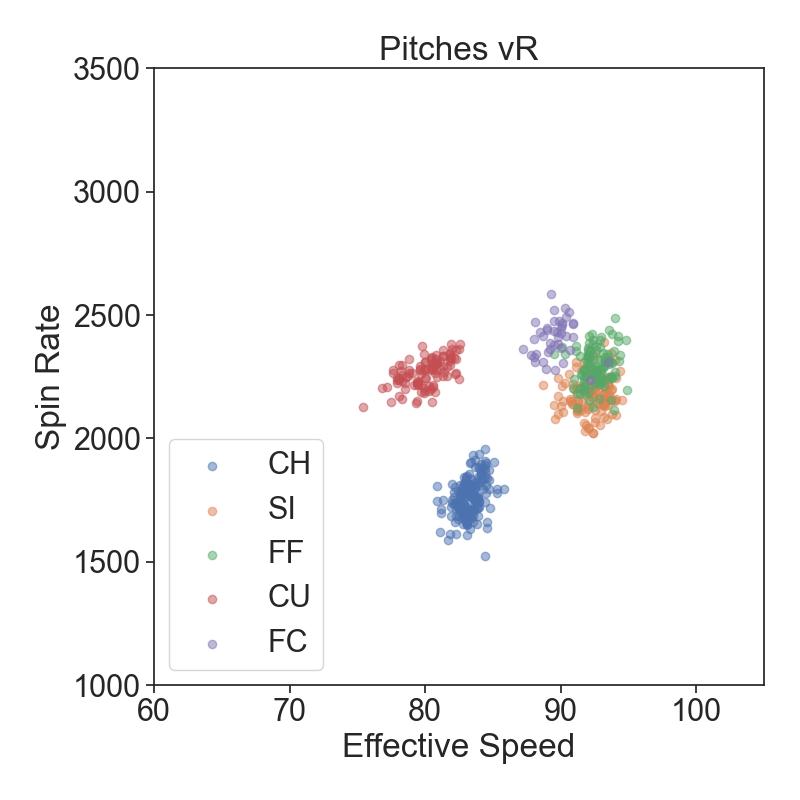 Pitches vR
3500
3000
2500
2000
1500
1000
Spin Rate
CH
SI
FF
CU
FC
60 70 80 90 100
Effective Speed